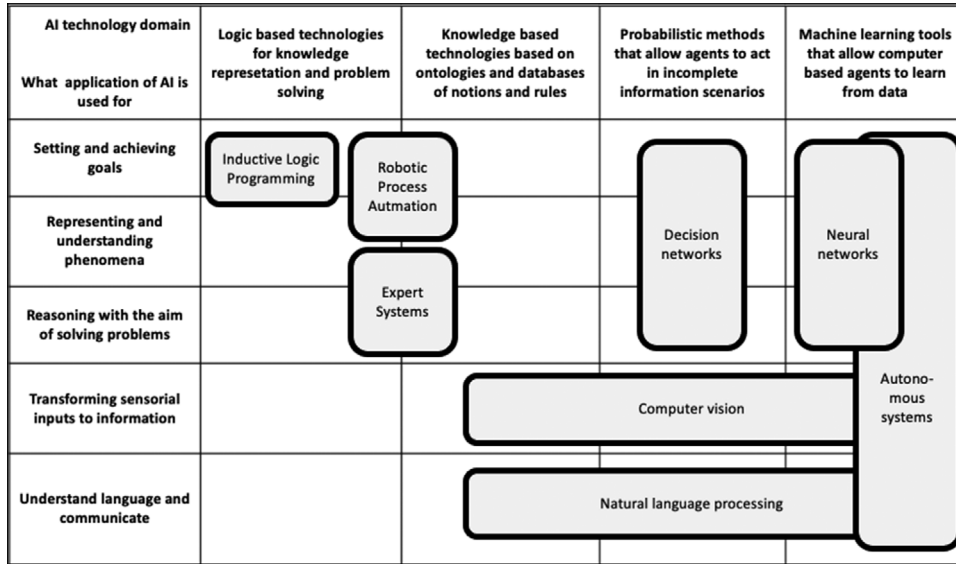 AI technology domain
What application of AI is
used for
Logic based technologies
for knowledge
represetation and problem
solving
Knowledge based
technologies based on
ontologies and databases
of notions and rules
Probabilistic methods
that allow agents to act
in incomplete
information scenarios
Machine learning tools
that allow computer
based agents to learn
from data
Setting and achieving
goals
Inductive Logic
Programming
Robotic
Process
Autmation
Representing and
understanding
phenomena
Decision
networks
Neural
networks
Reasoning with the aim
of solving problems
Expert
Systems
Transforming sensorial
inputs to information
Computer vision
Autono-
mous
systems
Understand language and
communicate
Natural language processing